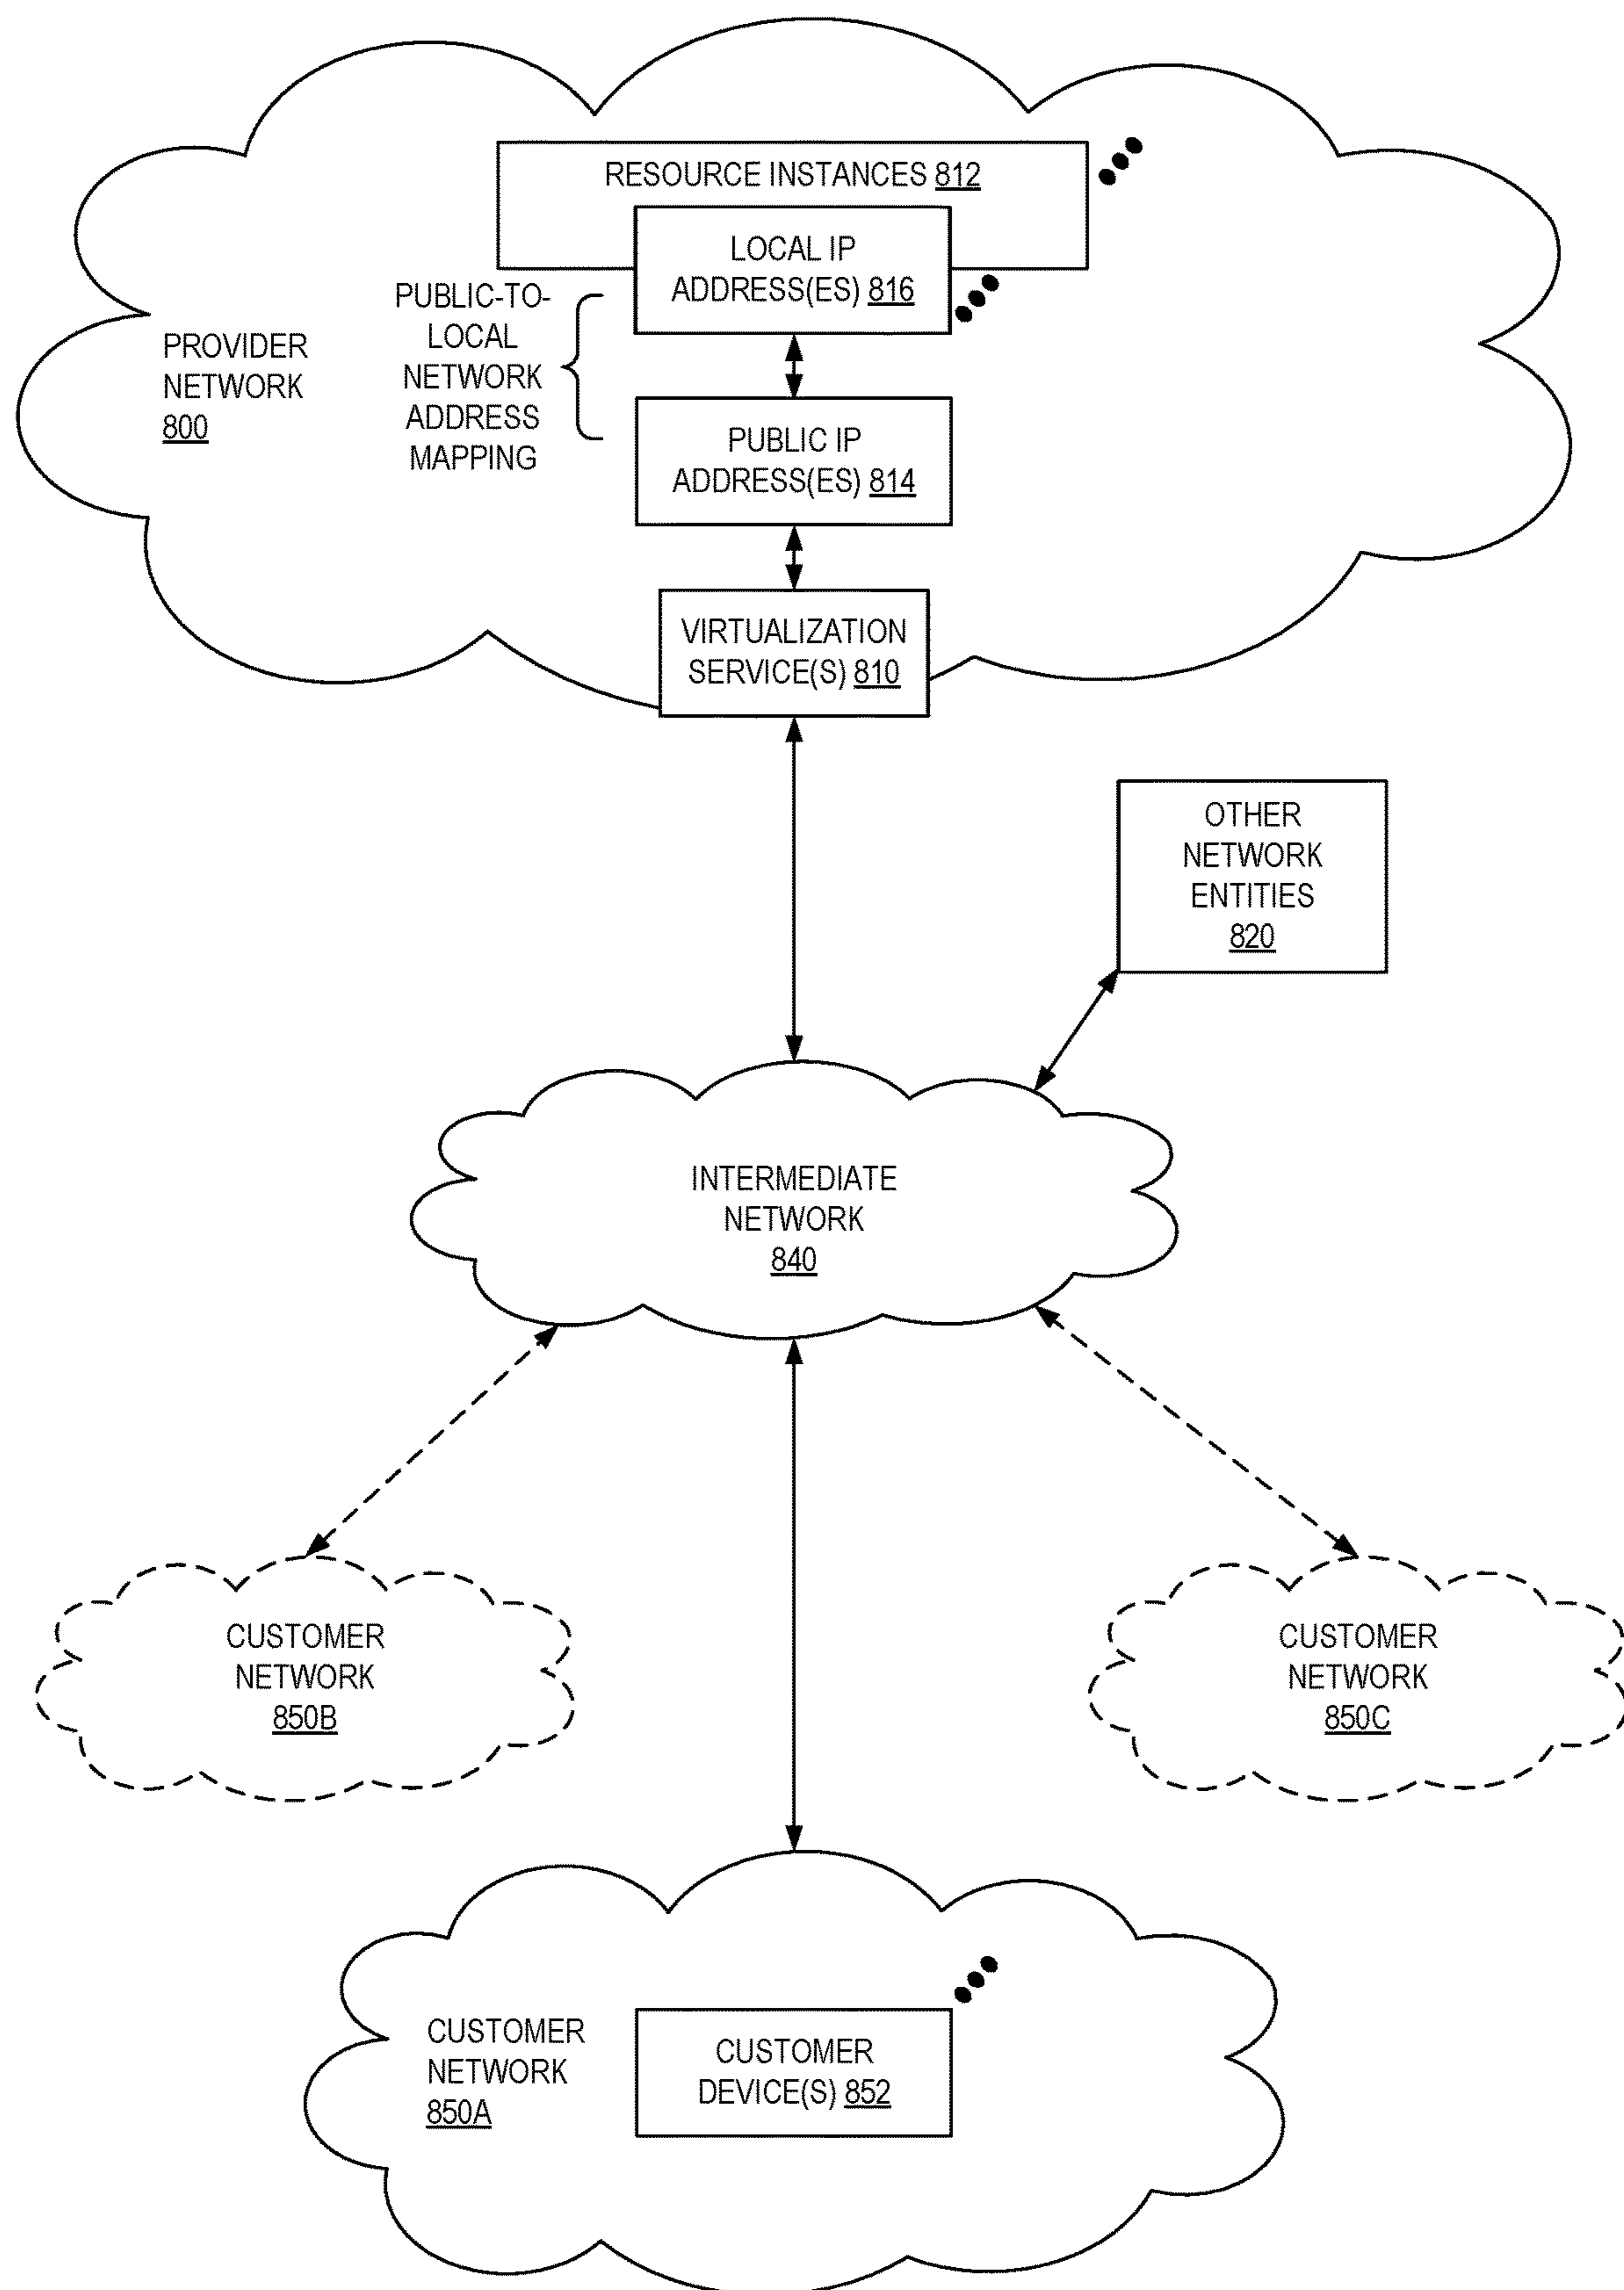 RESOURCE INSTANCES 812
LOCAL IP
ADDRESS(ES) 816
PUBLIC-TO-
LOCAL
NETWORK
ADDRESS
MAPPING
PROVIDER
NETWORK
800
PUBLIC IP
ADDRESS(ES) 814
VIRTUALIZATION
SERVICE(S) 810
OTHER
NETWORK
ENTITIES
820
INTERMEDIATE
NETWORK
840
CUSTOMER
NETWORK
850B
CUSTOMER
NETWORK
850C
CUSTOMER
NETWORK
850A
CUSTOMER
DEVICE(S) 852